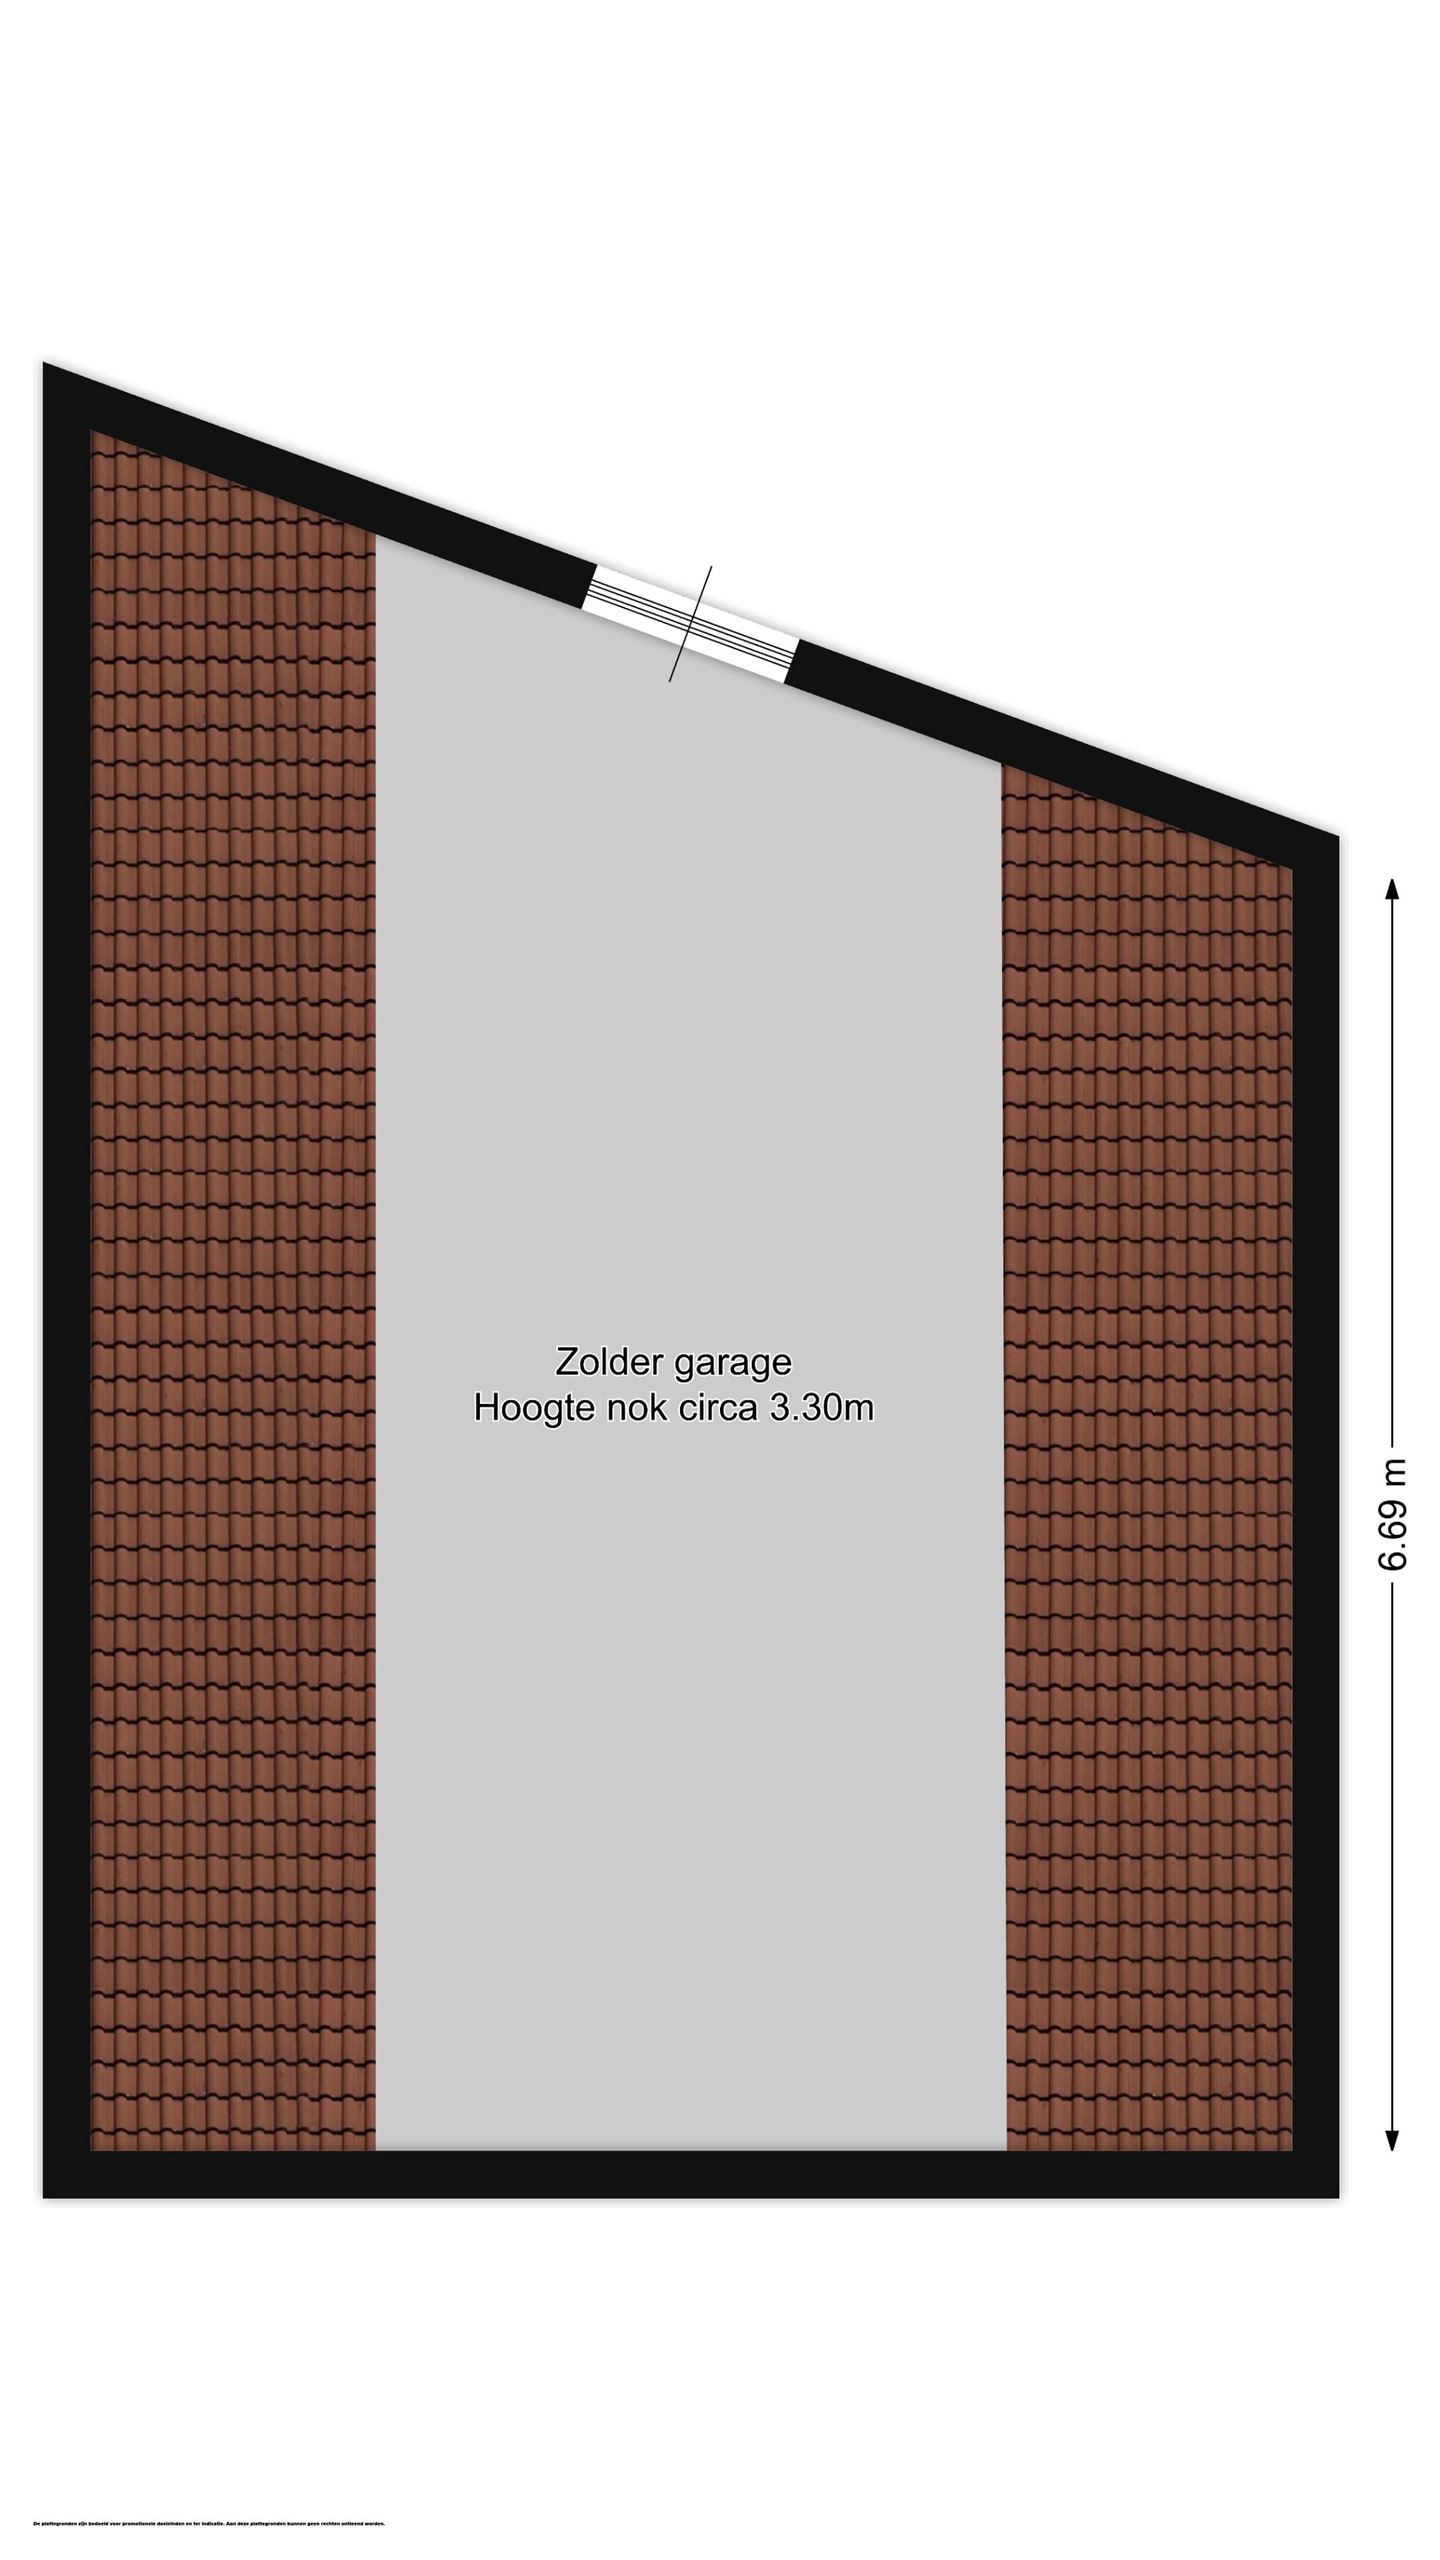 Zolder garage
Hoogte nok circa 3.30m
6.69 m
De plattegronden zijn bedoeld voor promotionele doeleinden en ter indicatie. Aan deze plattegronden kunnen geen rechten ontleend worden.